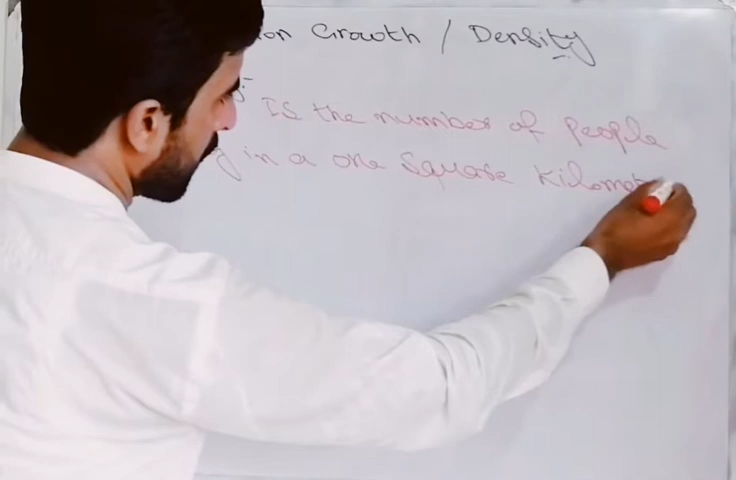 on Growth / Density
y:-
Is the number of people
g in a one Square Kilomet